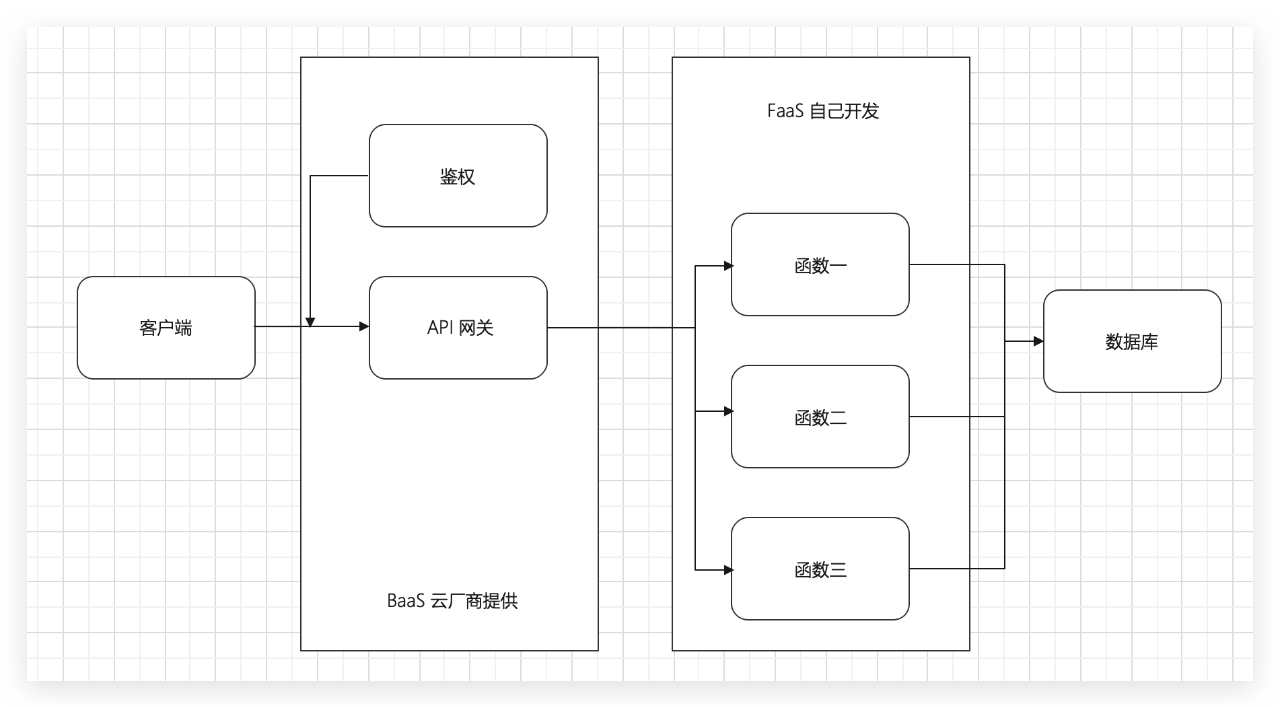 FaaS 自己开发
鉴权
函数一
客户端
API 网关
数据库
函数二
函数三
BaaS 云厂商提供